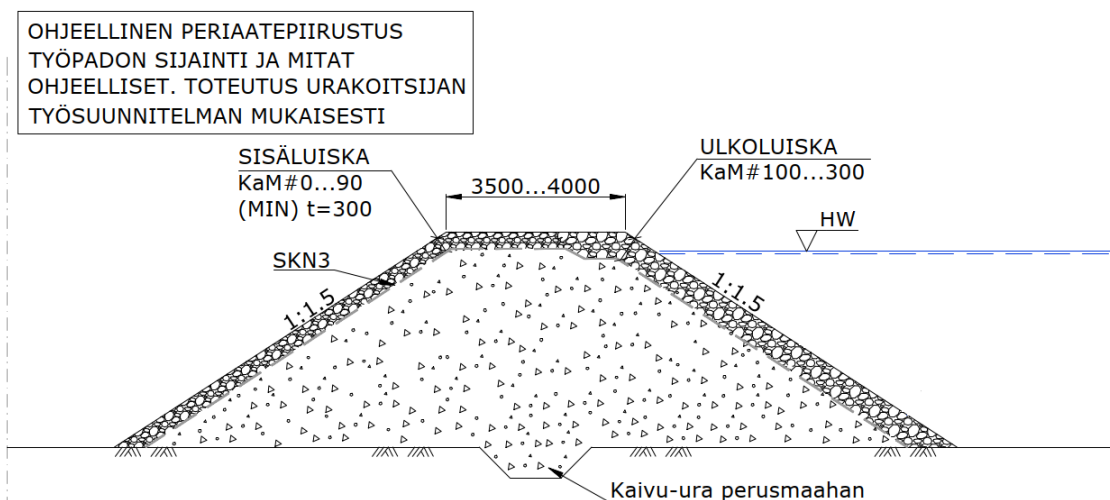 OHJEELLINEN PERIAATEPIIRUSTUS
TYÖPADON SIJAINTI JA MITAT
OHJEELLISET. TOTEUTUS URAKOITSIJAN
TYÖSUUNNITELMAN MUKAISESTI
SISÄLUISKA
KaM#0...90
(MIN) t=300
3500...4000
ULKOLUISKA
KaM#100...300
HW
SKN3
1:1.5
1:1.5
Kaivu-ura perusmaahan